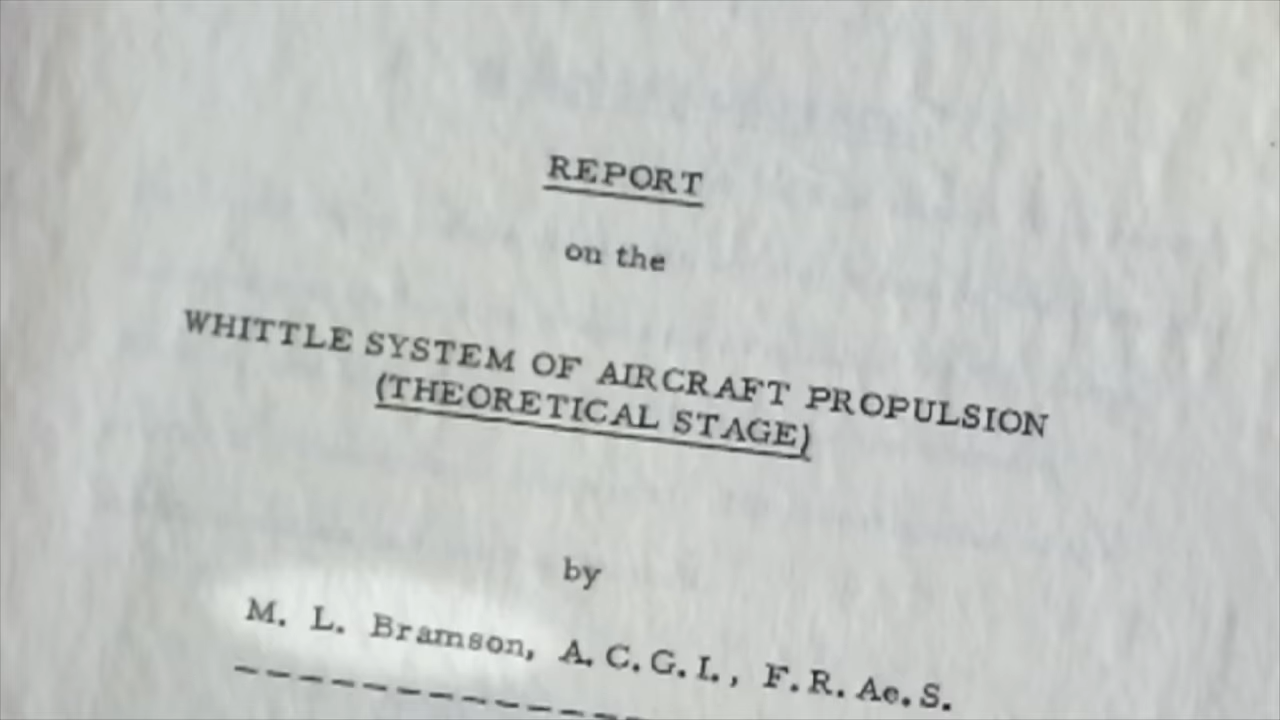 REPORT
on the
WHITTLE SYSTEM OF AIRCRAFT PROPULSION
(THEORETICAL STAGE)
by
M. L. Bramson, A.C.G.I., F.R.Ae.S.